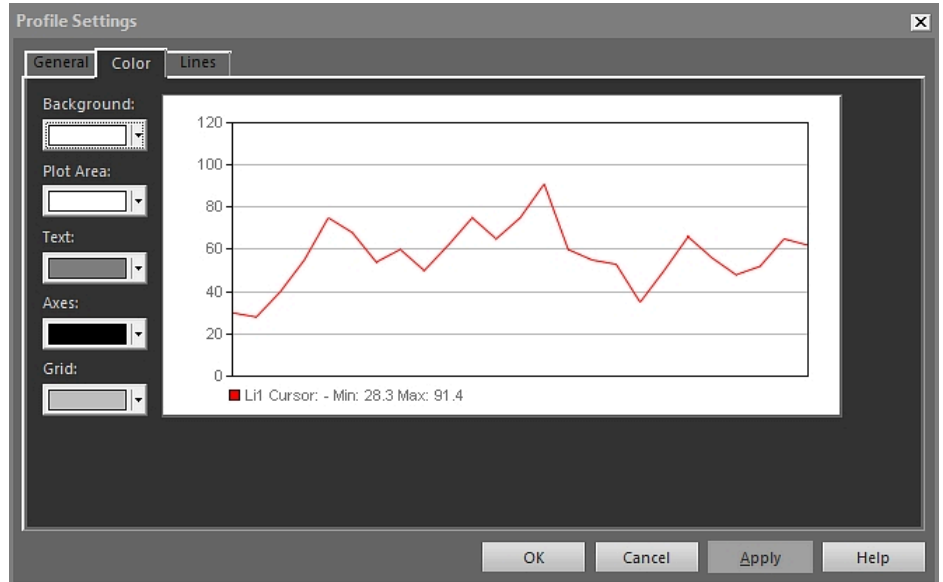 Profile Settings
General Color Lines
Background:
Plot Area:
Text:
Axes:
Grid:
120
100
80
60
40
20
0
Li1 Cursor: - Min: 28.3 Max: 91.4
OK Cancel Apply Help